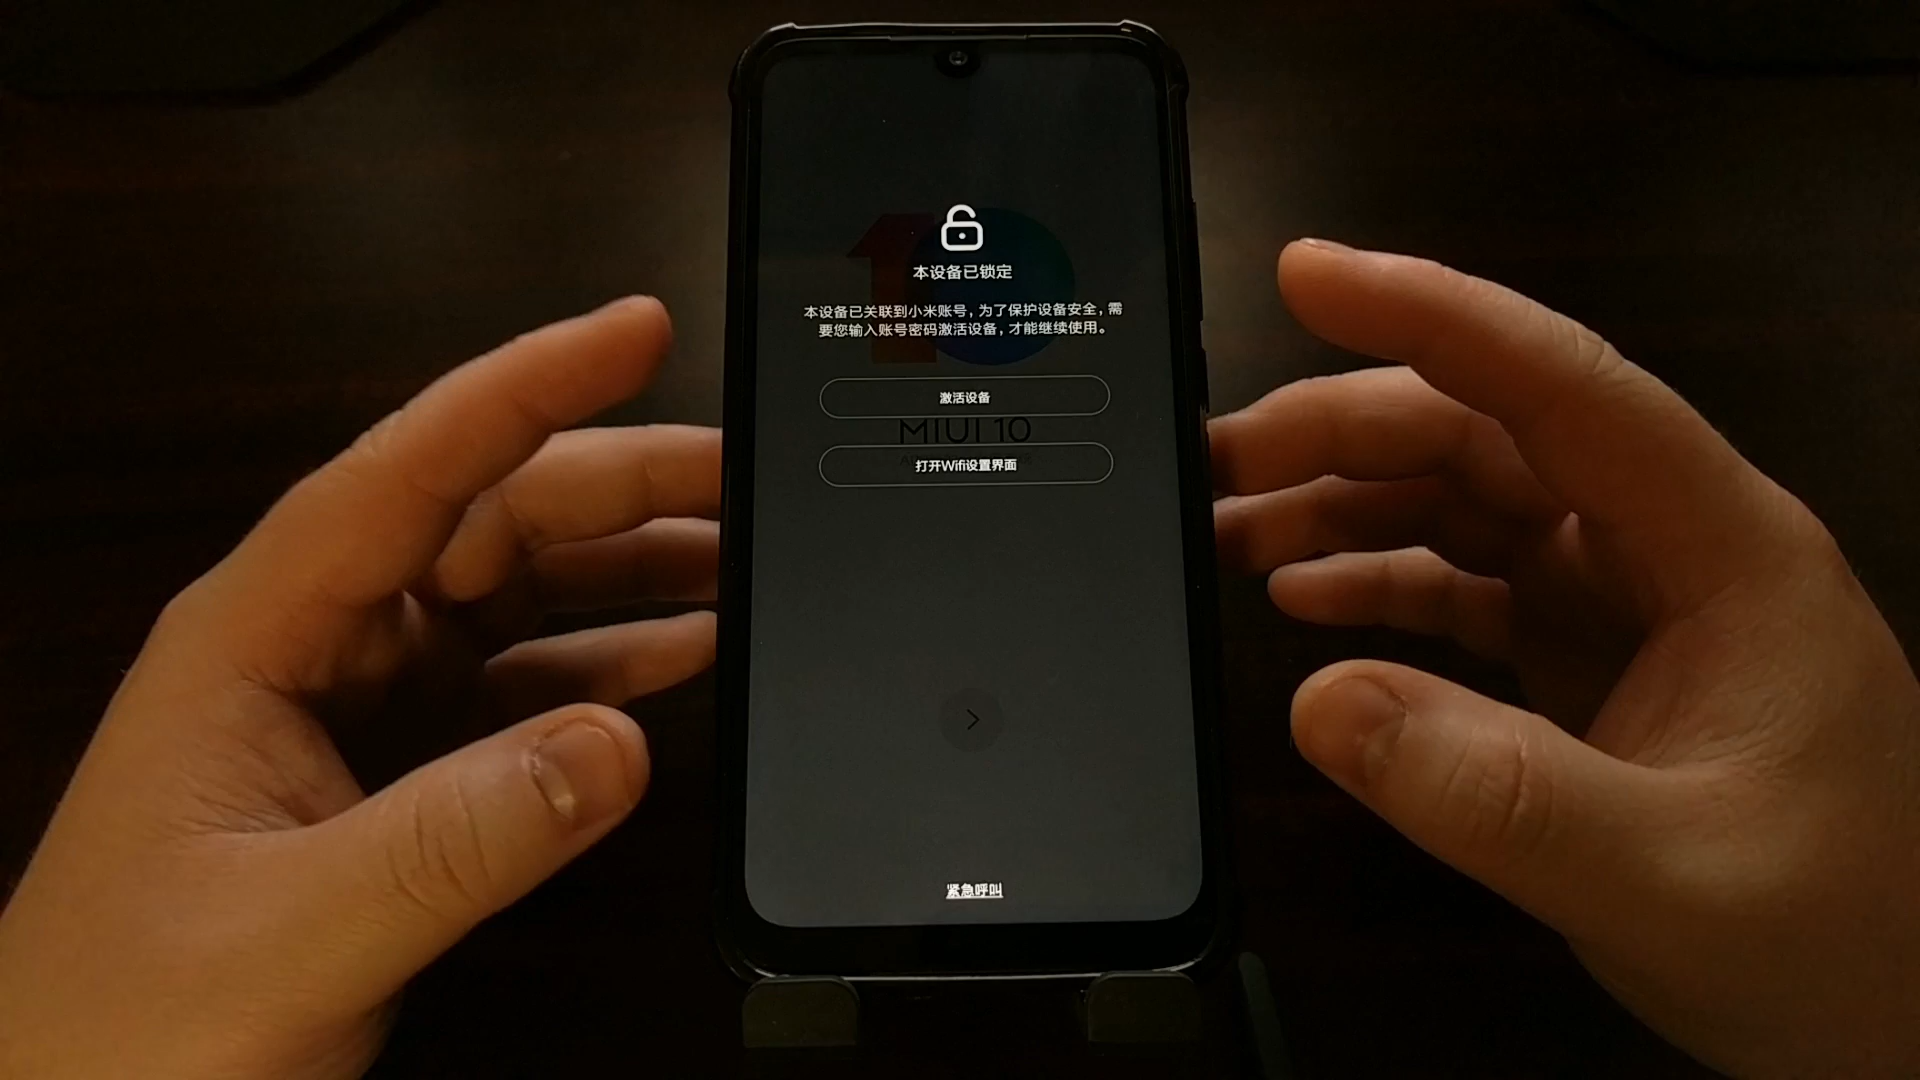 本设备已锁定
本设备已关联到小米账号，为了保护设备安全，需
要您输入账号密码激活设备，才能继续使用。
激活设备
MIUI 10
打开Wifi设置界面
紧急呼叫